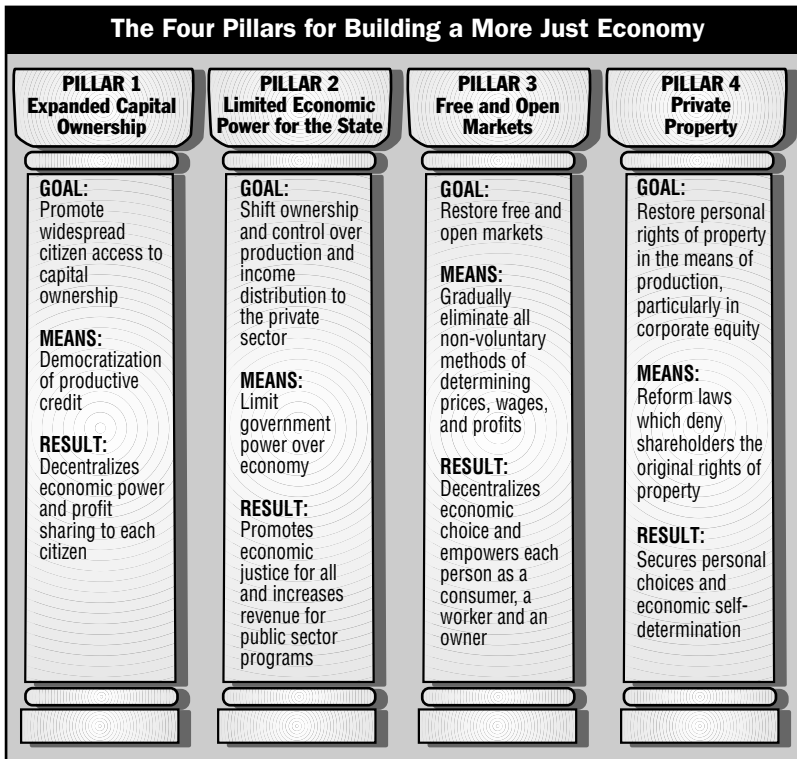 The Four Pillars for Building a More Just Economy
PILLAR 1
Expanded Capital
Ownership
GOAL:
Promote
widespread
citizen access to
capital
ownership
MEANS:
Democratization
of productive
credit
RESULT:
Decentralizes
economic power
and profit
sharing to each
citizen
PILLAR 2
Limited Economic
Power for the State
GOAL:
Shift ownership
and control over
production and
income
distribution to
the private
sector
MEANS:
Limit
government
power over
economy
RESULT:
Promotes
economic
justice for all
and increases
revenue for
public sector
programs
PILLAR 3
Free and Open
Markets
GOAL:
Restore free and
open markets
MEANS:
Gradually
eliminate all
non-voluntary
methods of
determining
prices, wages,
and profits
RESULT:
Decentralizes
economic
choice and
empowers each
person as a
consumer, a
worker and an
owner
PILLAR 4
Private
Property
GOAL:
Restore personal
rights of property
in the means of
production,
particularly in
corporate equity
MEANS:
Reform laws
which deny
shareholders the
original rights of
property
RESULT:
Secures personal
choices and
economic self-
determination